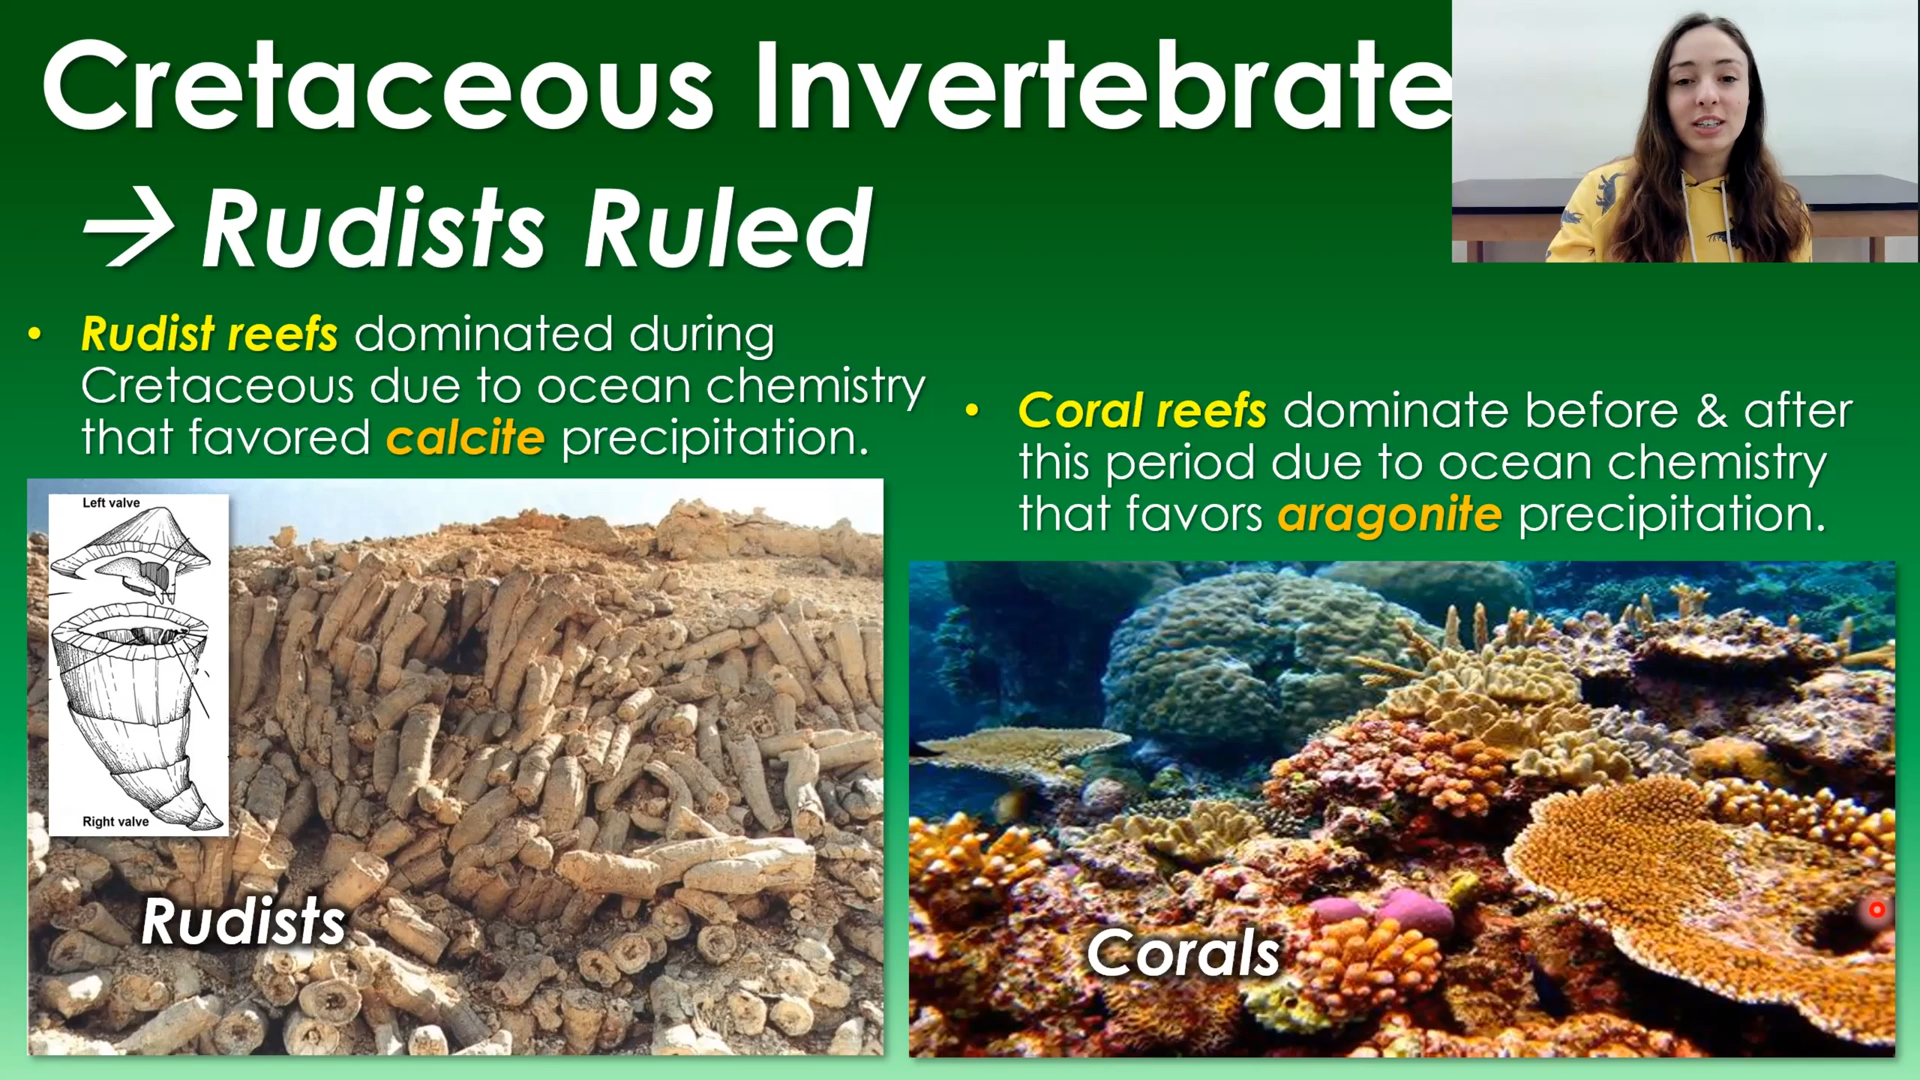 Cretaceous Invertebrate
→ Rudists Ruled
• Rudist reefs dominated during
Cretaceous due to ocean chemistry
that favored calcite precipitation.
• Coral reefs dominate before & after
this period due to ocean chemistry
that favors aragonite precipitation.
Left valve
Right valve
Rudists
Corals